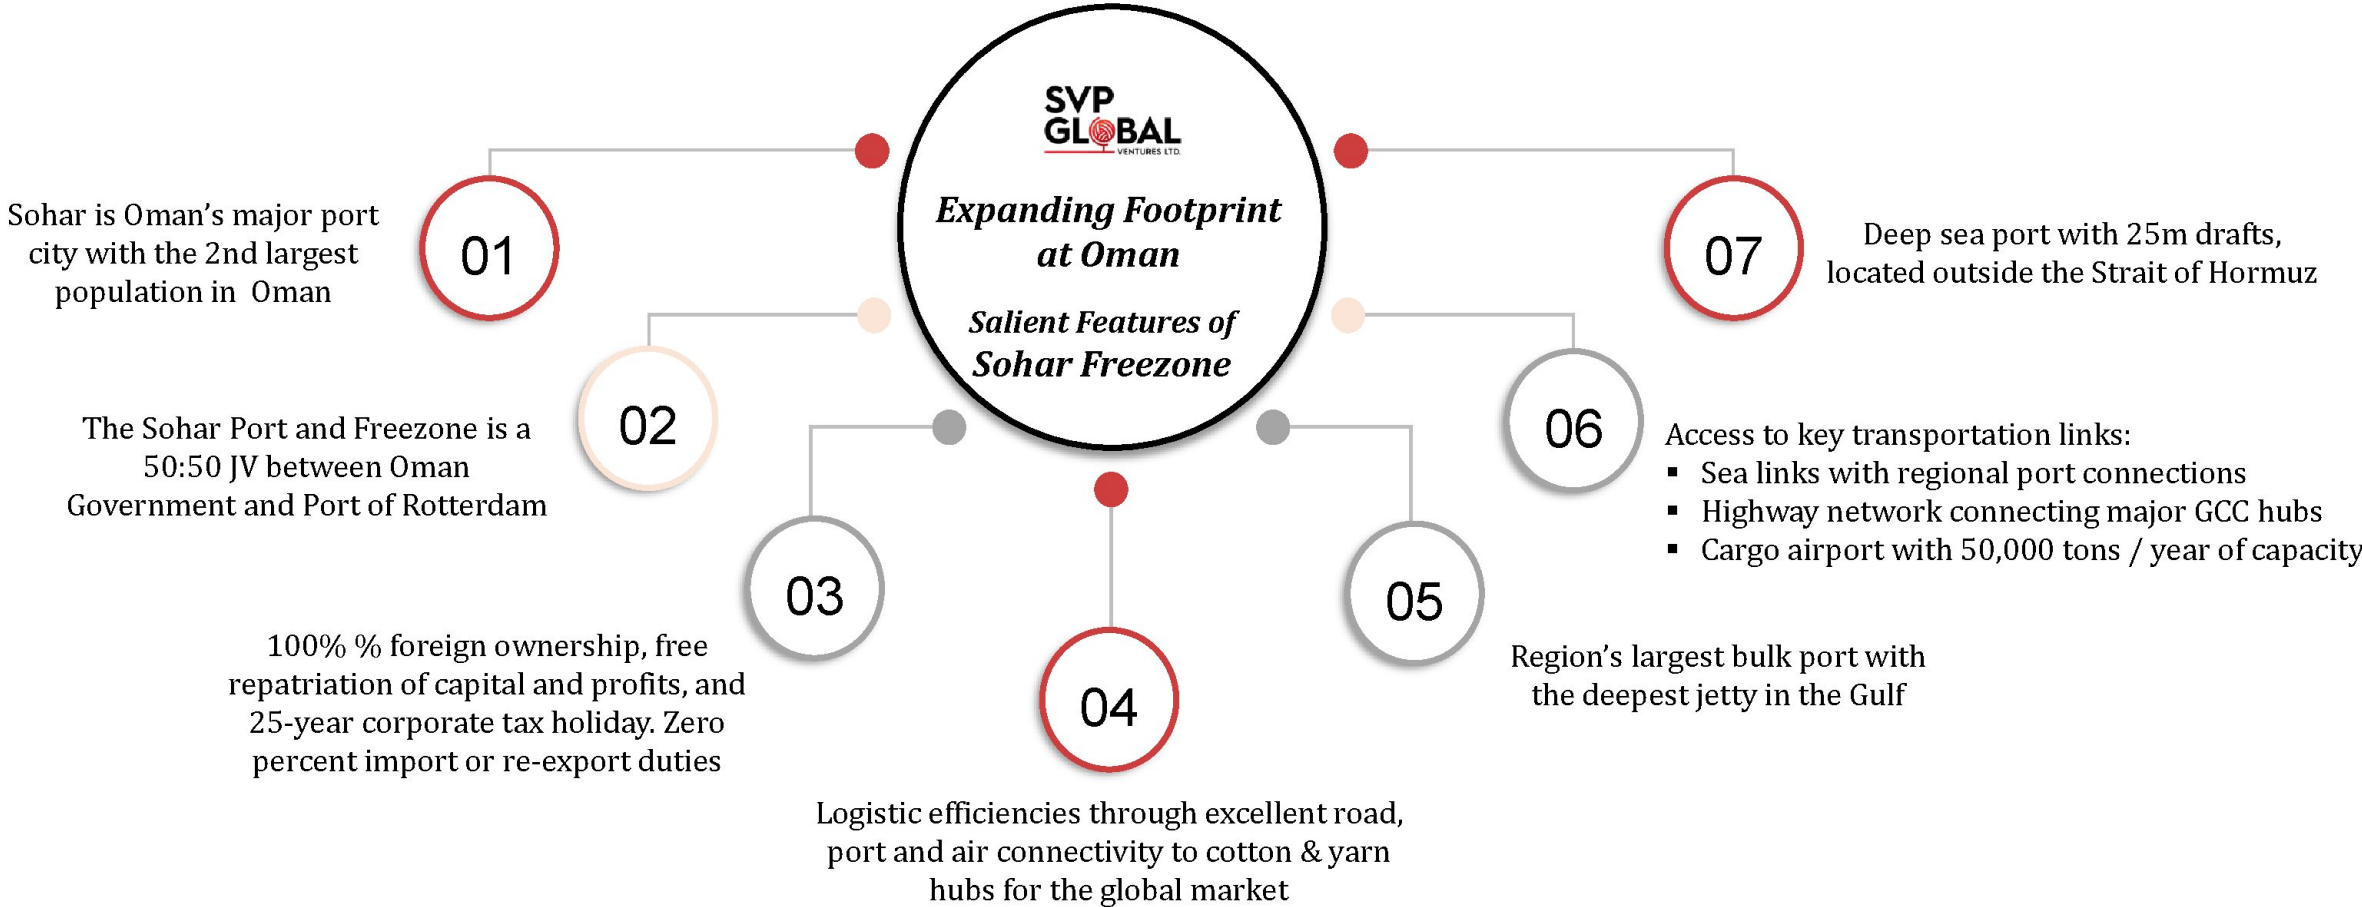 SVP
GLOBAL
VENTURES LTD.
Expanding Footprint
at Oman
Salient Features of
Sohar Freezone
01
Sohar is Oman’s major port
city with the 2nd largest
population in Oman
02
The Sohar Port and Freezone is a
50:50 JV between Oman
Government and Port of Rotterdam
03
100% % foreign ownership, free
repatriation of capital and profits, and
25-year corporate tax holiday. Zero
percent import or re-export duties
04
Logistic efficiencies through excellent road,
port and air connectivity to cotton & yarn
hubs for the global market
05
Region’s largest bulk port with
the deepest jetty in the Gulf
06
Access to key transportation links:
▪ Sea links with regional port connections
▪ Highway network connecting major GCC hubs
▪ Cargo airport with 50,000 tons / year of capacity
07
Deep sea port with 25m drafts,
located outside the Strait of Hormuz